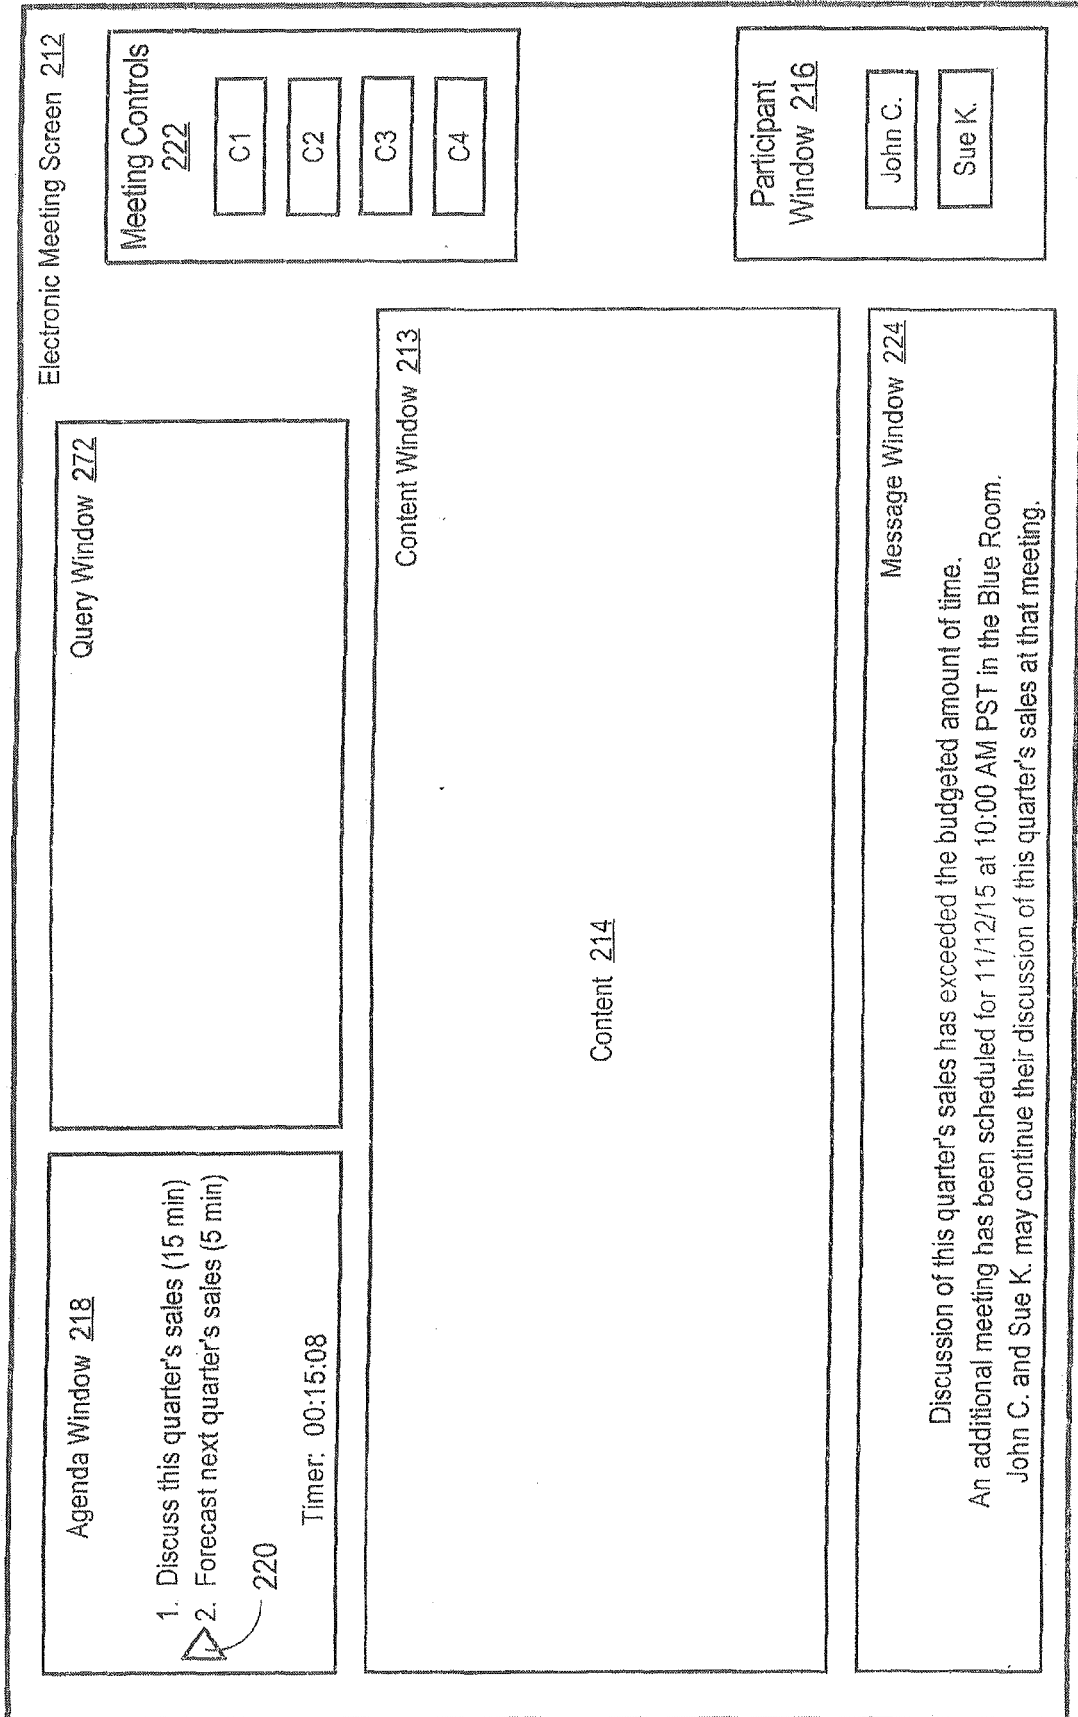 Electronic Meeting Screen 212
Agenda Window 218
1. Discuss this quarter's sales (15 min)
2. Forecast next quarter's sales (5 min)
220
Timer: 00:15:08
Query Window 272
Meeting Controls
222
C1
C2
C3
C4
Content Window 213
Content 214
Participant
Window 216
John C.
Sue K.
Message Window 224
Discussion of this quarter's sales has exceeded the budgeted amount of time.
An additional meeting has been scheduled for 11/12/15 at 10:00 AM PST in the Blue Room.
John C. and Sue K. may continue their discussion of this quarter's sales at that meeting.